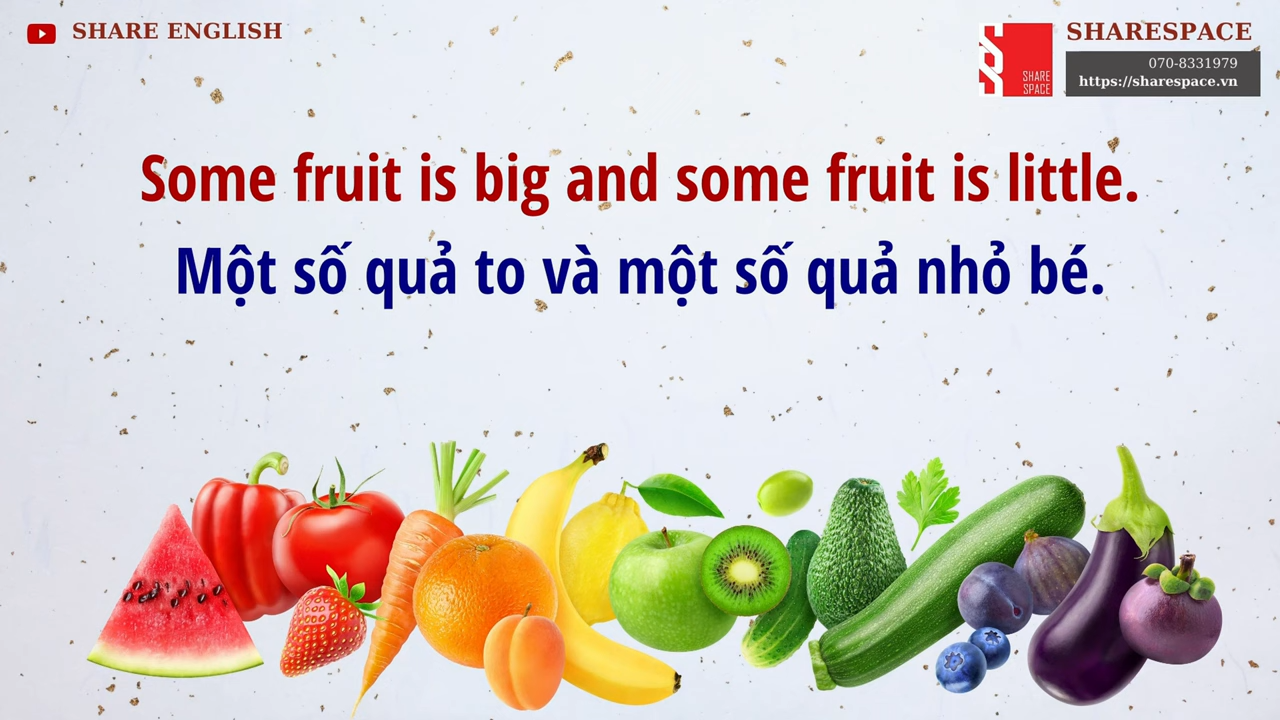 SHARE ENGLISH
SHARESPACE
SHARE
SPACE
070-8331979
https://sharespace.vn
Some fruit is big and some fruit is little.
Một số quả to và một số quả nhỏ bé.